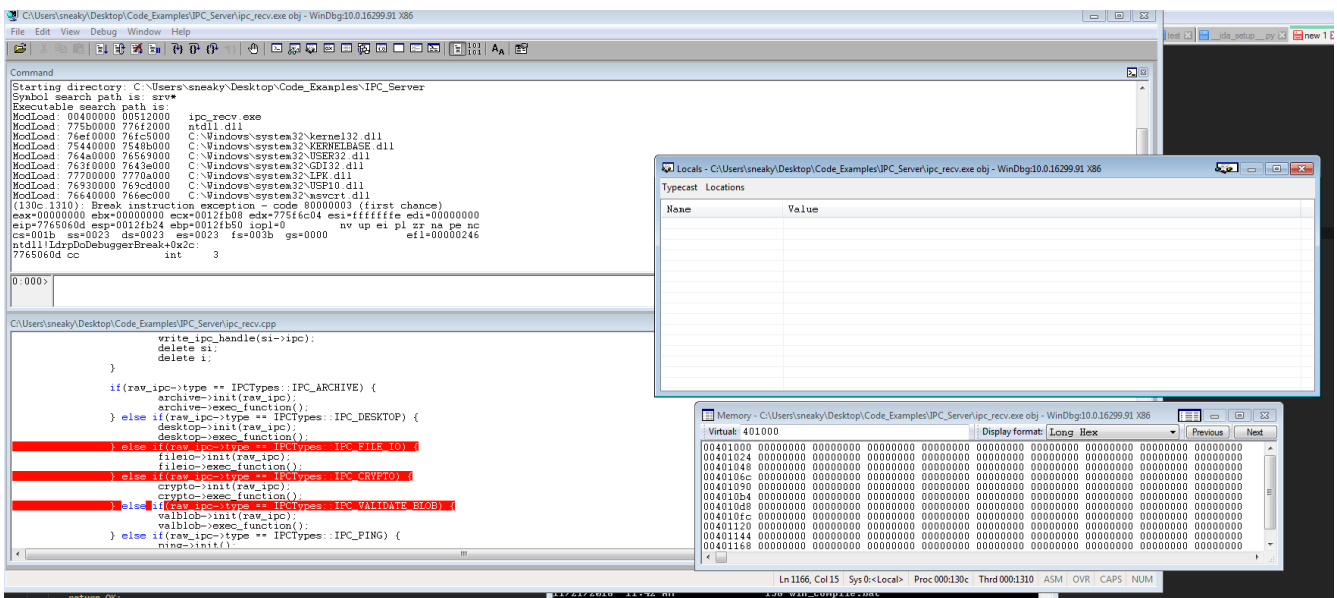 C:\Users\sneaky\Desktop\Code_Examples\IPC_Server\ipc_recv.exe obj - WinDbg:10.0.16299.91 X86
File Edit View Debug Window Help
test
__ida_setup__py
new 1
Command
Starting directory: C:\Users\sneaky\Desktop\Code_Examples\IPC_Server
Symbol search path is: srv*
Executable search path is:
ModLoad: 00400000 00512000   ipc_recv.exe
ModLoad: 775b0000 776f2000   ntdll.dll
ModLoad: 76ef0000 76fc5000   C:\Windows\system32\kernel32.dll
ModLoad: 75440000 7548b000   C:\Windows\system32\KERNELBASE.dll
ModLoad: 764a0000 76569000   C:\Windows\system32\USER32.dll
ModLoad: 763f0000 7643e000   C:\Windows\system32\GDI32.dll
ModLoad: 77700000 7770a000   C:\Windows\system32\LPK.dll
ModLoad: 76930000 769cd000   C:\Windows\system32\USP10.dll
ModLoad: 76640000 766ec000   C:\Windows\system32\msvcrt.dll
(130c.1310): Break instruction exception - code 80000003 (first chance)
eax=00000000 ebx=00000000 ecx=0012fb08 edx=775f6c04 esi=fffffffe edi=00000000
eip=7765060d esp=0012fb24 ebp=0012fb50 iopl=0         nv up ei pl zr na pe nc
cs=001b  ss=0023  ds=0023  es=0023  fs=003b  gs=0000             efl=00000246
ntdll!LdrpDoDebuggerBreak+0x2c:
7765060d cc              int     3
0:000>
C:\Users\sneaky\Desktop\Code_Examples\IPC_Server\ipc_recv.cpp
write_ipc_handle(si->ipc);
delete si;
delete i;
}
if(raw_ipc->type == IPCTypes::IPC_ARCHIVE) {
archive->init(raw_ipc);
archive->exec_function();
} else if(raw_ipc->type == IPCTypes::IPC_DESKTOP) {
desktop->init(raw_ipc);
desktop->exec_function();
} else if(raw_ipc->type == IPCTypes::IPC_FILE_IO) {
fileio->init(raw_ipc);
fileio->exec_function();
} else if(raw_ipc->type == IPCTypes::IPC_CRYPTO) {
crypto->init(raw_ipc);
crypto->exec_function();
} else if(raw_ipc->type == IPCTypes::IPC_VALIDATE_BLOB) {
valblob->init(raw_ipc);
valblob->exec_function();
} else if(raw_ipc->type == IPCTypes::IPC_PING) {
ping->init();
Locals - C:\Users\sneaky\Desktop\Code_Examples\IPC_Server\ipc_recv.exe obj - WinDbg:10.0.16299.91 X86
Typecast Locations
Name Value
Memory - C:\Users\sneaky\Desktop\Code_Examples\IPC_Server\ipc_recv.exe obj - WinDbg:10.0.16299.91 X86
Virtual: 401000 Display format: Long Hex Previous Next
00401000 00000000 00000000 00000000 00000000 00000000 00000000 00000000 00000000 00000000
00401024 00000000 00000000 00000000 00000000 00000000 00000000 00000000 00000000 00000000
00401048 00000000 00000000 00000000 00000000 00000000 00000000 00000000 00000000 00000000
0040106c 00000000 00000000 00000000 00000000 00000000 00000000 00000000 00000000 00000000
00401090 00000000 00000000 00000000 00000000 00000000 00000000 00000000 00000000 00000000
004010b4 00000000 00000000 00000000 00000000 00000000 00000000 00000000 00000000 00000000
004010d8 00000000 00000000 00000000 00000000 00000000 00000000 00000000 00000000 00000000
004010fc 00000000 00000000 00000000 00000000 00000000 00000000 00000000 00000000 00000000
00401120 00000000 00000000 00000000 00000000 00000000 00000000 00000000 00000000 00000000
00401144 00000000 00000000 00000000 00000000 00000000 00000000 00000000 00000000 00000000
00401168 00000000 00000000 00000000 00000000 00000000 00000000 00000000 00000000 00000000
Ln 1166, Col 15 Sys 0:<Local> Proc 000:130c Thrd 000:1310 ASM OVR CAPS NUM
return OK;
11/21/2018 11:42 AM 138 win_compile.bat